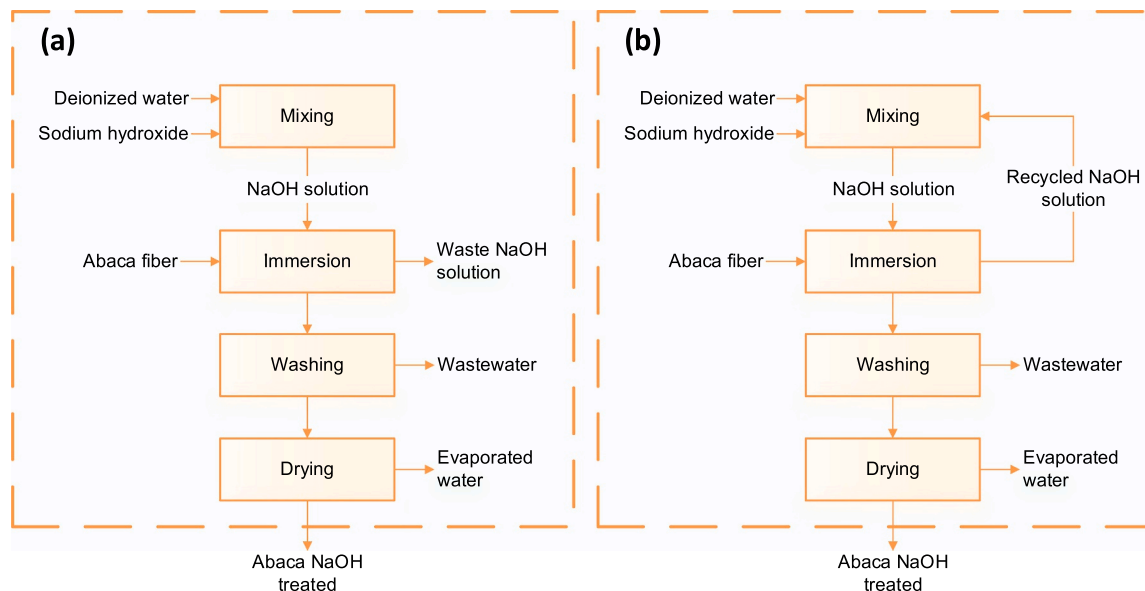 (a)
Deionized water
Sodium hydroxide
Mixing
NaOH solution
Abaca fiber
Immersion
Waste NaOH
solution
Washing
Wastewater
Drying
Evaporated
water
Abaca NaOH
treated
(b)
Deionized water
Sodium hydroxide
Mixing
Recycled NaOH
solution
NaOH solution
Abaca fiber
Immersion
Washing
Wastewater
Drying
Evaporated
water
Abaca NaOH
treated